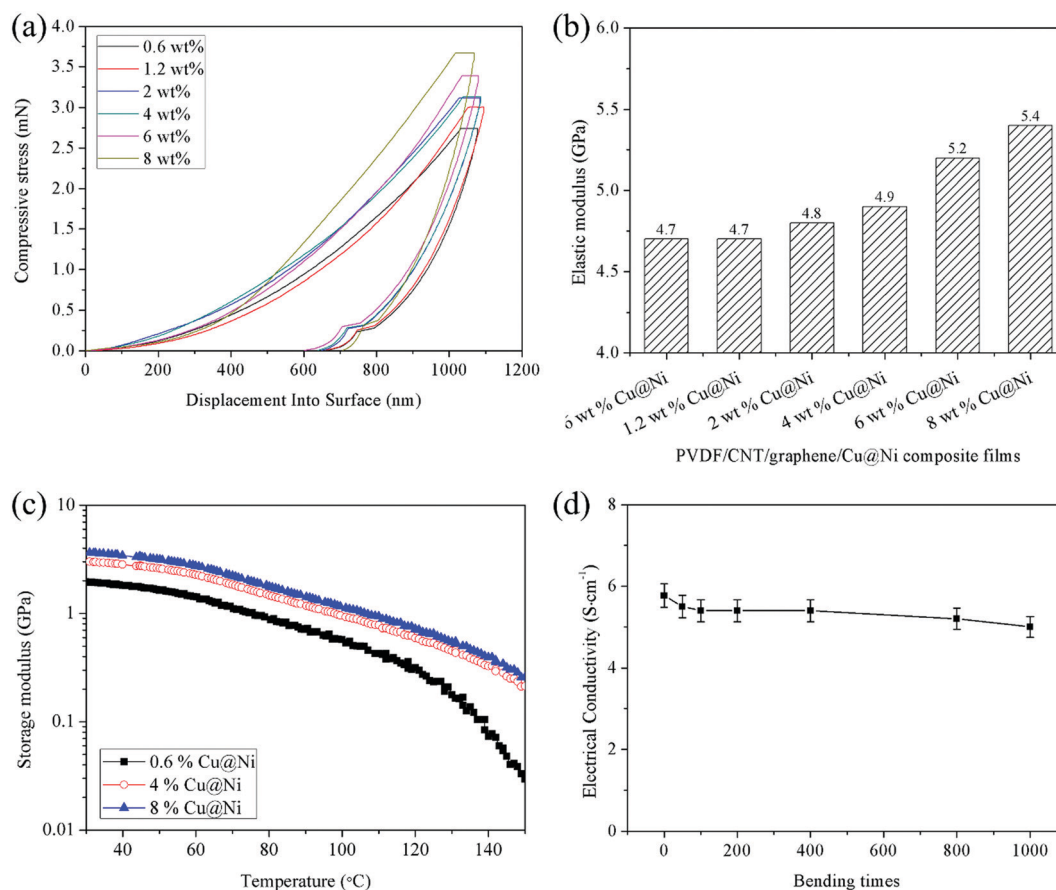 (a)
4.0
3.5
3.0
2.5
2.0
1.5
1.0
0.5
0.0
Compressive stress (mN)
0.6 wt%
1.2 wt%
2 wt%
4 wt%
6 wt%
8 wt%
0 200 400 600 800 1000 1200
Displacement Into Surface (nm)
(b)
6.0
5.5
5.0
4.5
4.0
Elastic modulus (GPa)
4.7 4.7 4.8 4.9 5.2 5.4
6 wt % Cu@Ni
1.2 wt % Cu@Ni
2 wt % Cu@Ni
4 wt % Cu@Ni
6 wt % Cu@Ni
8 wt % Cu@Ni
PVDF/CNT/graphene/Cu@Ni composite films
(c)
10
1
0.1
0.01
Storage modulus (GPa)
0.6 % Cu@Ni
4 % Cu@Ni
8 % Cu@Ni
40 60 80 100 120 140
Temperature (°C)
(d)
8
6
4
2
0
Electrical Conductivity (S·cm⁻¹)
0 200 400 600 800 1000
Bending times